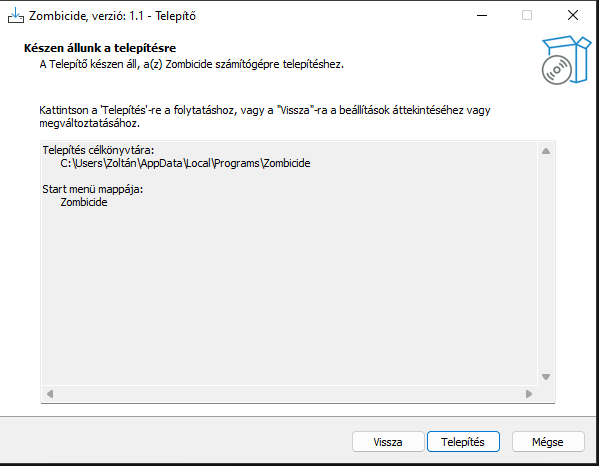 Zombicide, verzió: 1.1 - Telepítő
Készen állunk a telepítésre
A Telepítő készen áll, a(z) Zombicide számítógépre telepítéshez.
Kattintson a 'Telepítés'-re a folytatáshoz, vagy a "Vissza"-ra a beállítások áttekintéséhez vagy
megváltoztatásához.
Telepítés célkönyvtára:
C:\Users\Zoltán\AppData\Local\Programs\Zombicide
Start menü mappája:
Zombicide
Vissza
Telepítés
Mégse